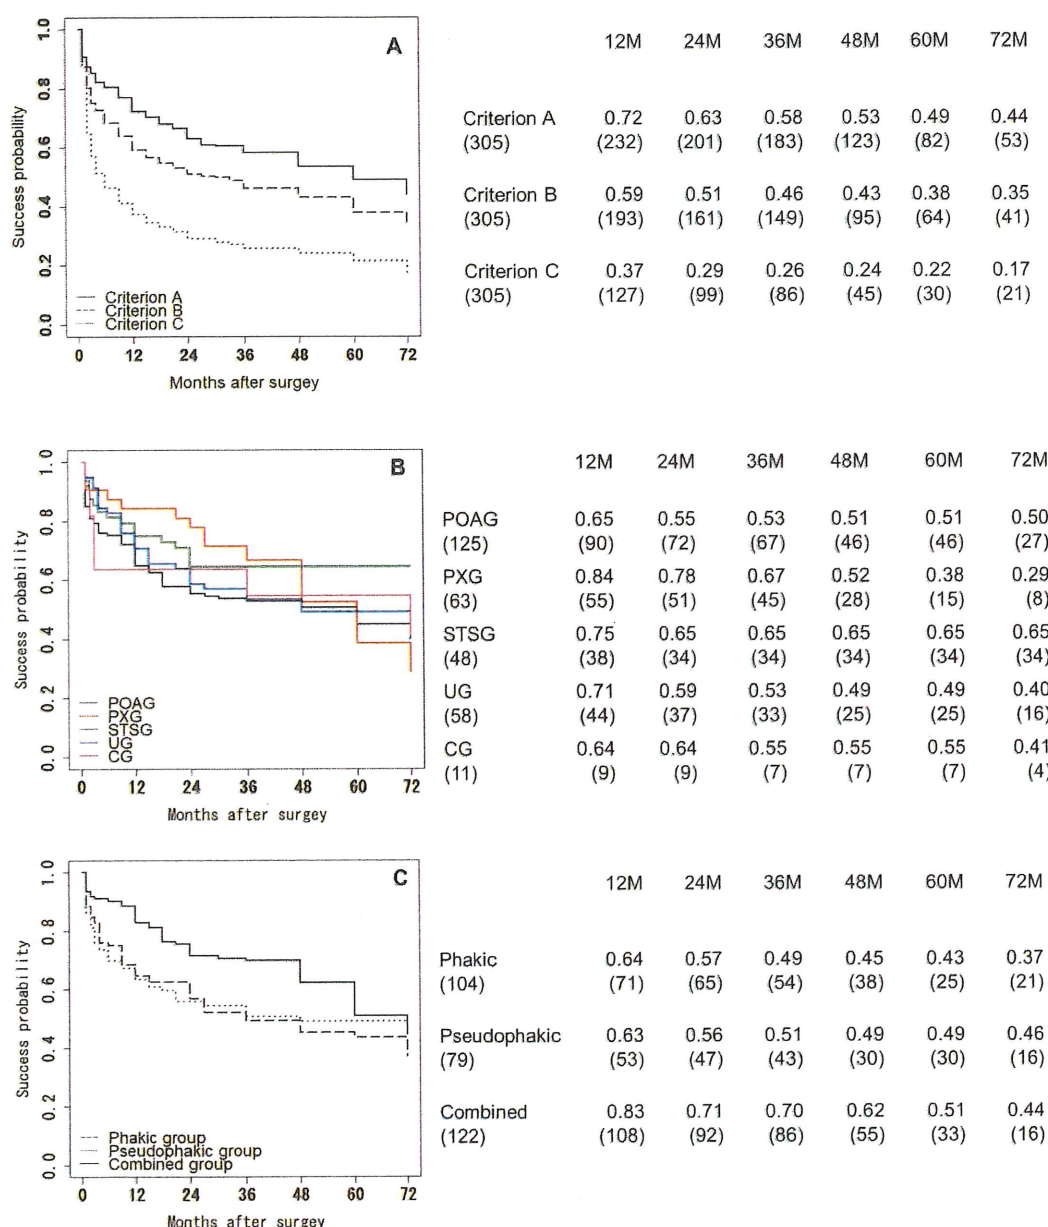 A
1.0
0.8
0.6
0.4
0.2
0.0
Success probability
Criterion A
Criterion B
Criterion C
0 12 24 36 48 60 72
Months after surgey
12M 24M 36M 48M 60M 72M
Criterion A 0.72 0.63 0.58 0.53 0.49 0.44
(305) (232) (201) (183) (123) (82) (53)
Criterion B 0.59 0.51 0.46 0.43 0.38 0.35
(305) (193) (161) (149) (95) (64) (41)
Criterion C 0.37 0.29 0.26 0.24 0.22 0.17
(305) (127) (99) (86) (45) (30) (21)
B
1.0
0.8
0.6
0.4
0.2
0.0
Success probability
POAG
PXG
STSG
UG
CG
0 12 24 36 48 60 72
Months after surgey
12M 24M 36M 48M 60M 72M
POAG 0.65 0.55 0.53 0.51 0.51 0.50
(125) (90) (72) (67) (46) (46) (27)
PXG 0.84 0.78 0.67 0.52 0.38 0.29
(63) (55) (51) (45) (28) (15) (8)
STSG 0.75 0.65 0.65 0.65 0.65 0.65
(48) (38) (34) (34) (34) (34) (34)
UG 0.71 0.59 0.53 0.49 0.49 0.40
(58) (44) (37) (33) (25) (25) (16)
CG 0.64 0.64 0.55 0.55 0.55 0.41
(11) (9) (9) (7) (7) (7) (4)
C
1.0
0.8
0.6
0.4
0.2
0.0
Success probability
Phakic group
Pseudophakic group
Combined group
0 12 24 36 48 60 72
Months after surgey
12M 24M 36M 48M 60M 72M
Phakic 0.64 0.57 0.49 0.45 0.43 0.37
(104) (71) (65) (54) (38) (25) (21)
Pseudophakic 0.63 0.56 0.51 0.49 0.49 0.46
(79) (53) (47) (43) (30) (30) (16)
Combined 0.83 0.71 0.70 0.62 0.51 0.44
(122) (108) (92) (86) (55) (33) (16)